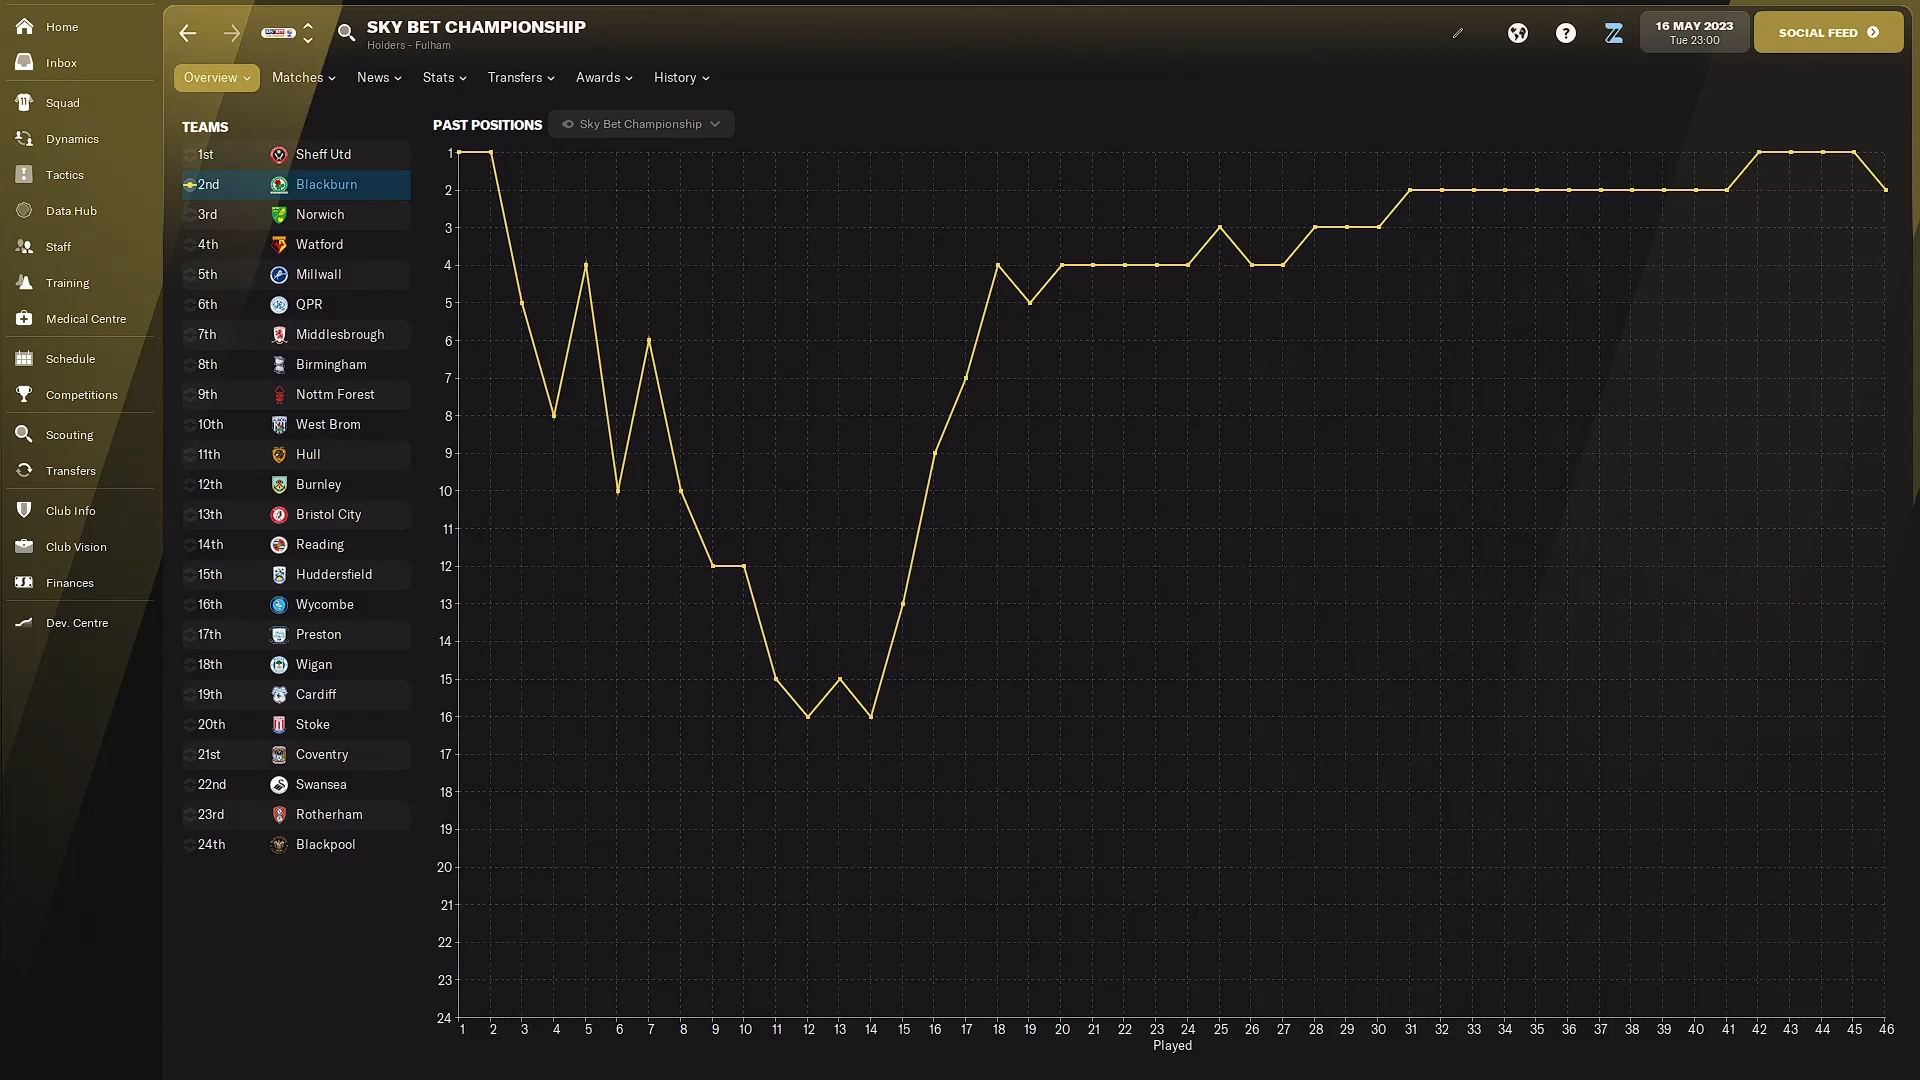 Home
Inbox
Squad
Dynamics
Tactics
Data Hub
Staff
Training
Medical Centre
Schedule
Competitions
Scouting
Transfers
Club Info
Club Vision
Finances
Dev. Centre
SKY BET CHAMPIONSHIP
Holders - Fulham
16 MAY 2023
Tue 23:00
SOCIAL FEED
Overview Matches News Stats Transfers Awards History
TEAMS
1st Sheff Utd
2nd Blackburn
3rd Norwich
4th Watford
5th Millwall
6th QPR
7th Middlesbrough
8th Birmingham
9th Nottm Forest
10th West Brom
11th Hull
12th Burnley
13th Bristol City
14th Reading
15th Huddersfield
16th Wycombe
17th Preston
18th Wigan
19th Cardiff
20th Stoke
21st Coventry
22nd Swansea
23rd Rotherham
24th Blackpool
PAST POSITIONS Sky Bet Championship
1
2
3
4
5
6
7
8
9
10
11
12
13
14
15
16
17
18
19
20
21
22
23
24
1 2 3 4 5 6 7 8 9 10 11 12 13 14 15 16 17 18 19 20 21 22 23 24 25 26 27 28 29 30 31 32 33 34 35 36 37 38 39 40 41 42 43 44 45 46
Played